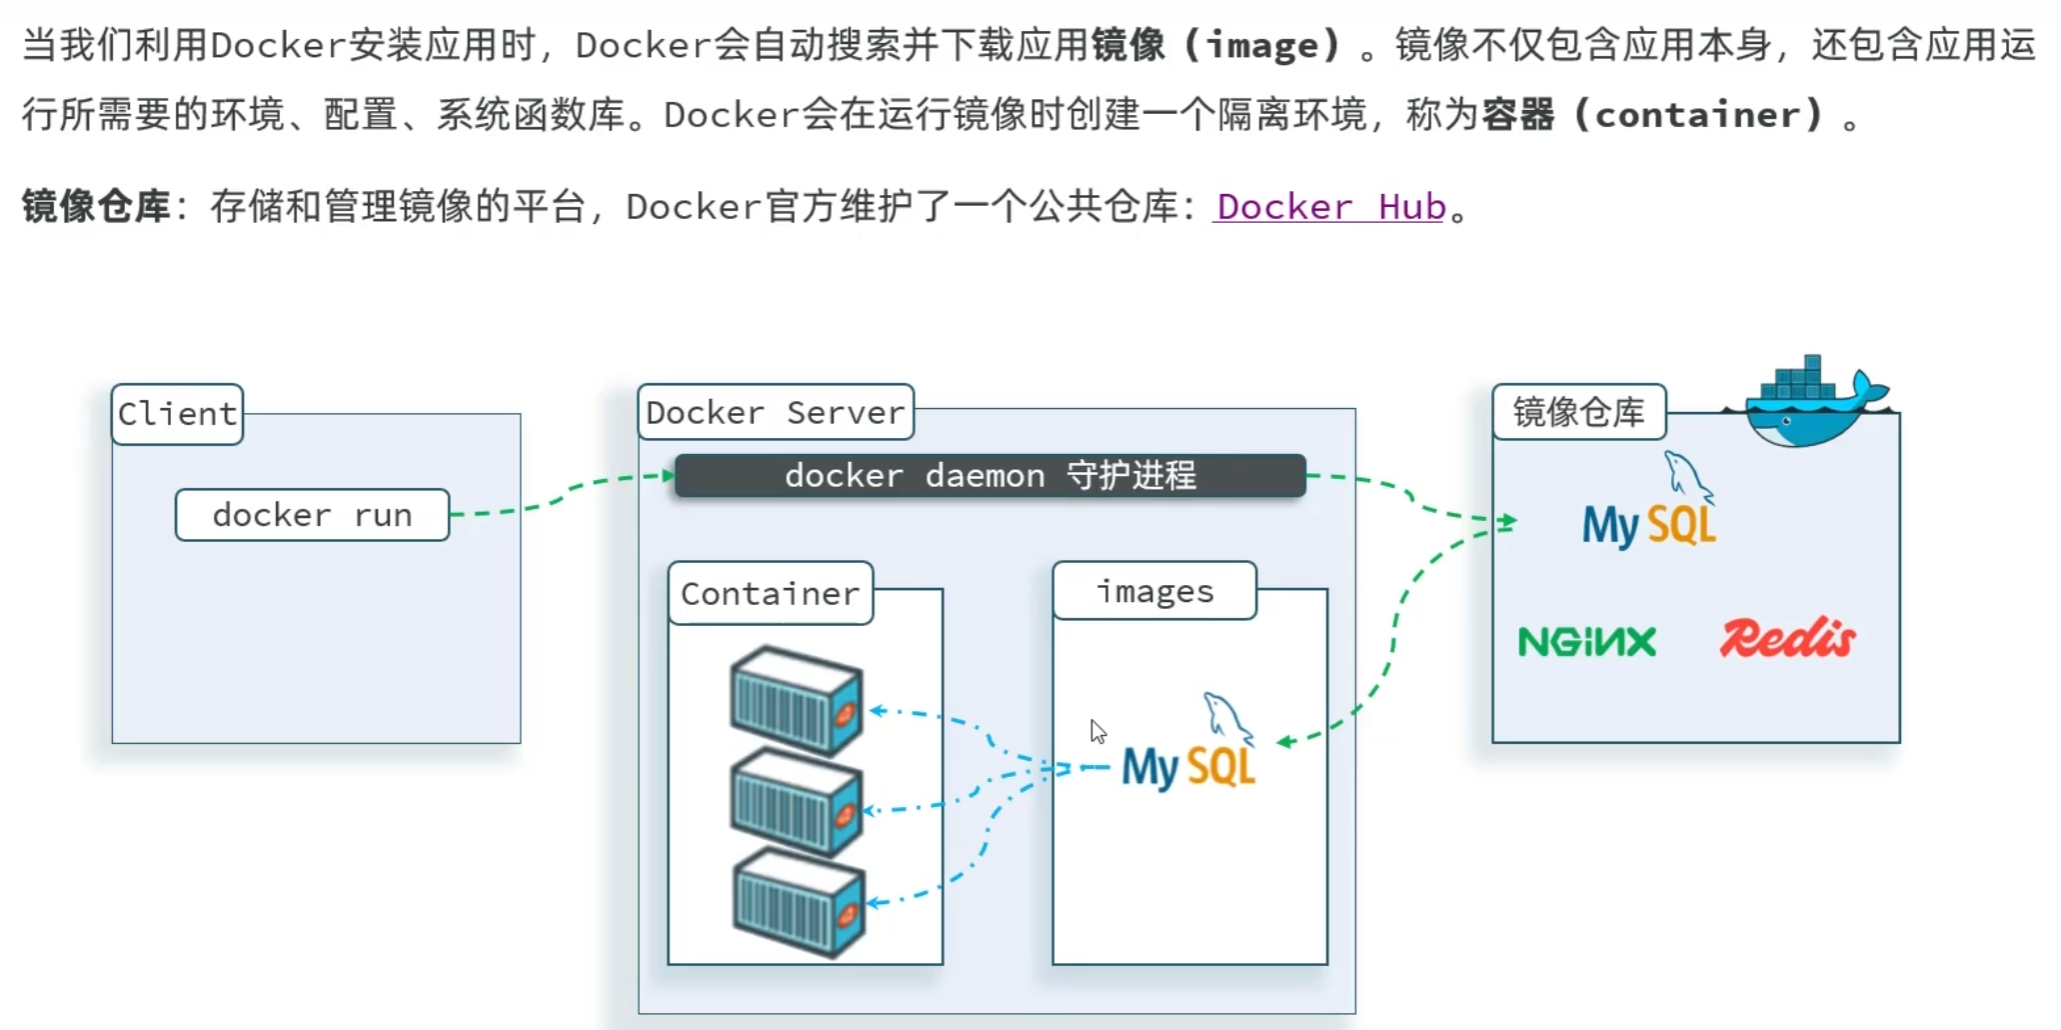 当我们利用Docker安装应用时，Docker会自动搜索并下载应用镜像（image）。镜像不仅包含应用本身，还包含应用运
行所需要的环境、配置、系统函数库。Docker会在运行镜像时创建一个隔离环境，称为容器（container）。
镜像仓库：存储和管理镜像的平台，Docker官方维护了一个公共仓库：Docker Hub。
Client
docker run
Docker Server
docker daemon 守护进程
Container
images
MySQL
镜像仓库
MySQL
NGINX
Redis